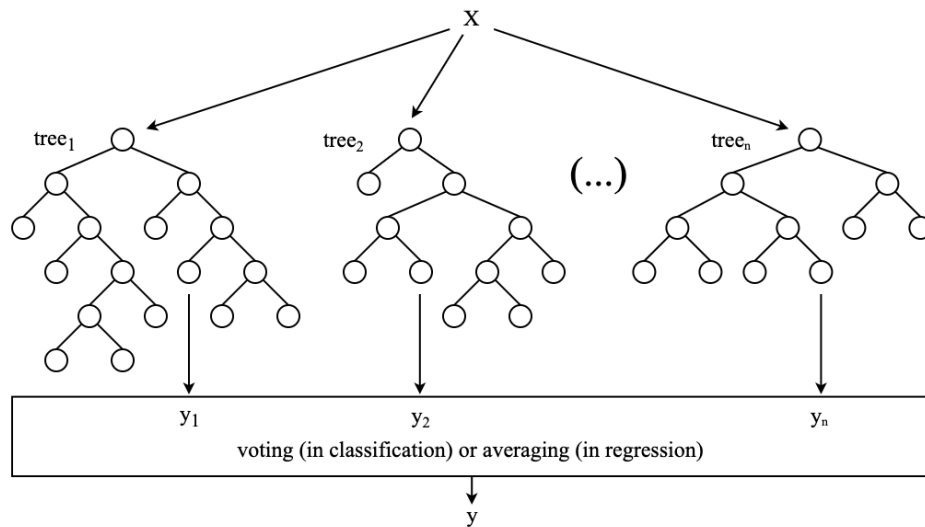 X
tree₁
tree₂
(...)
treeₙ
y₁
y₂
yₙ
voting (in classification) or averaging (in regression)
y